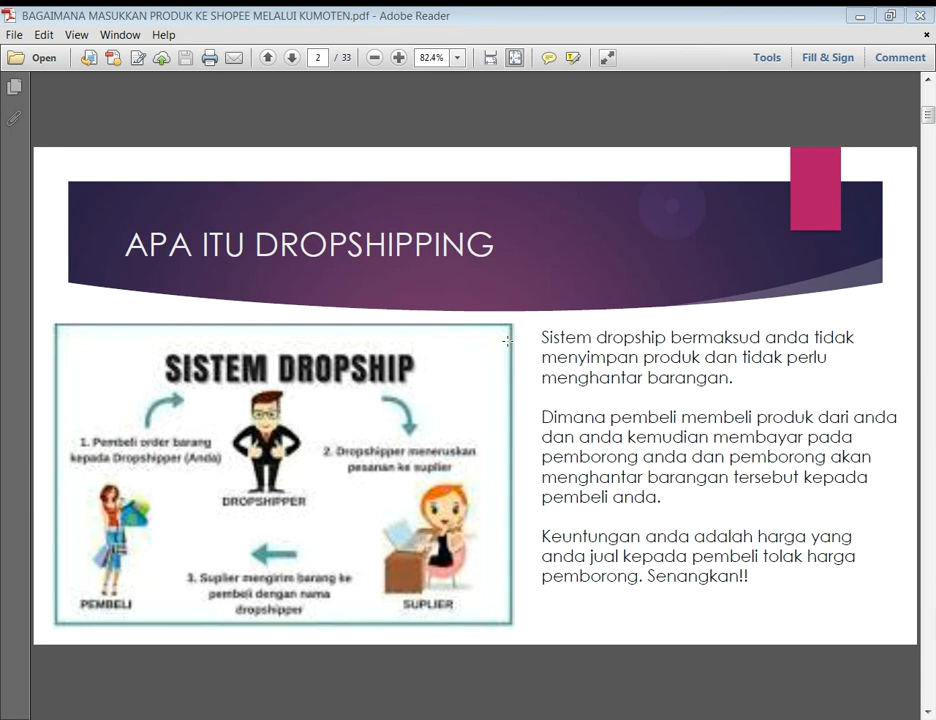 BAGAIMANA MASUKKAN PRODUK KE SHOPEE MELALUI KUMOTEN.pdf - Adobe Reader
File Edit View Window Help
Open 2 / 33 82.4% Tools Fill & Sign Comment
APA ITU DROPSHIPPING
SISTEM DROPSHIP
1. Pembeli order barang
kepada Dropshipper (Anda)
2. Dropshipper meneruskan
pesanan ke suplier
DROPSHIPPER
3. Suplier mengirim barang ke
pembeli dengan nama
dropshipper
PEMBELI
SUPLIER
Sistem dropship bermaksud anda tidak
menyimpan produk dan tidak perlu
menghantar barangan.
Dimana pembeli membeli produk dari anda
dan anda kemudian membayar pada
pemborong anda dan pemborong akan
menghantar barangan tersebut kepada
pembeli anda.
Keuntungan anda adalah harga yang
anda jual kepada pembeli tolak harga
pemborong. Senangkan!!